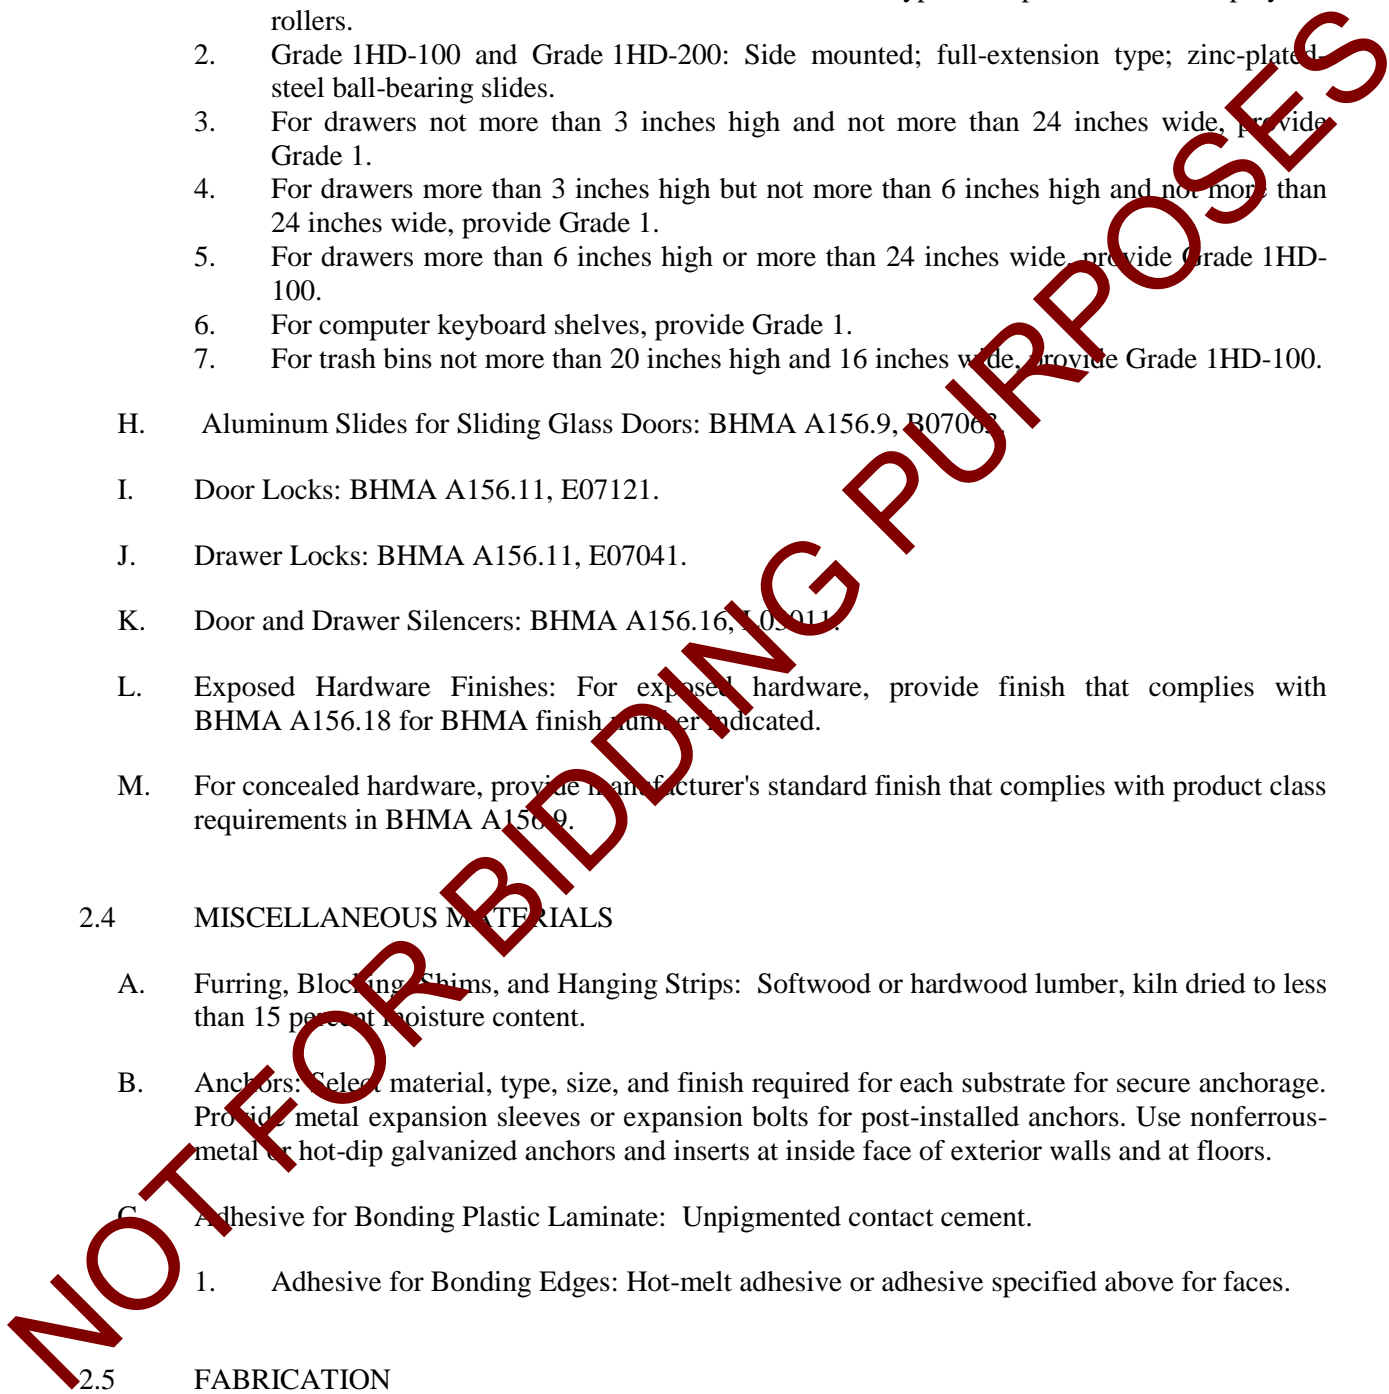 rollers.
2. Grade 1HD-100 and Grade 1HD-200: Side mounted; full-extension type; zinc-plated-
steel ball-bearing slides.
3. For drawers not more than 3 inches high and not more than 24 inches wide, provide
Grade 1.
4. For drawers more than 3 inches high but not more than 6 inches high and not more than
24 inches wide, provide Grade 1.
5. For drawers more than 6 inches high or more than 24 inches wide, provide Grade 1HD-
100.
6. For computer keyboard shelves, provide Grade 1.
7. For trash bins not more than 20 inches high and 16 inches wide, provide Grade 1HD-100.
H. Aluminum Slides for Sliding Glass Doors: BHMA A156.9, B07063.
I. Door Locks: BHMA A156.11, E07121.
J. Drawer Locks: BHMA A156.11, E07041.
K. Door and Drawer Silencers: BHMA A156.16, L03011.
L. Exposed Hardware Finishes: For exposed hardware, provide finish that complies with
BHMA A156.18 for BHMA finish number indicated.
M. For concealed hardware, provide manufacturer's standard finish that complies with product class
requirements in BHMA A156.9.
2.4 MISCELLANEOUS MATERIALS
A. Furring, Blocking, Shims, and Hanging Strips: Softwood or hardwood lumber, kiln dried to less
than 15 percent moisture content.
B. Anchors: Select material, type, size, and finish required for each substrate for secure anchorage.
Provide metal expansion sleeves or expansion bolts for post-installed anchors. Use nonferrous-
metal or hot-dip galvanized anchors and inserts at inside face of exterior walls and at floors.
C. Adhesive for Bonding Plastic Laminate: Unpigmented contact cement.
1. Adhesive for Bonding Edges: Hot-melt adhesive or adhesive specified above for faces.
2.5 FABRICATION
NOT FOR BIDDING PURPOSES